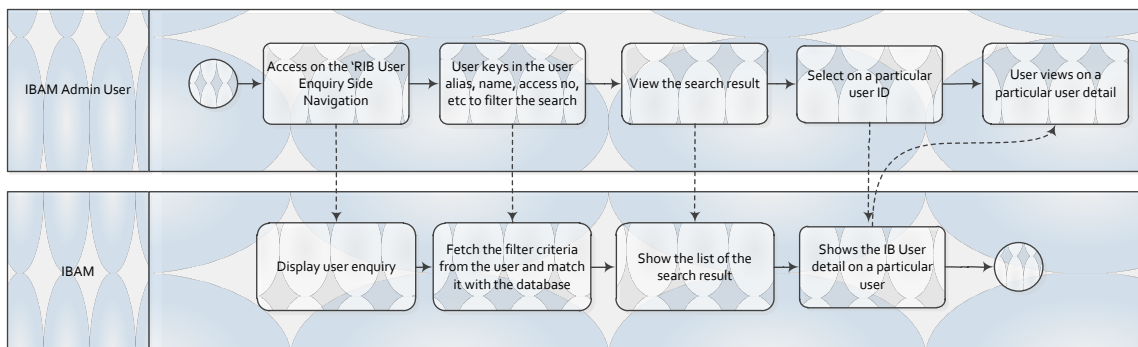 IBAM Admin User
Access on the ‘RIB User
Enquiry Side
Navigation
User keys in the user
alias, name, access no,
etc to filter the search
View the search result
Select on a particular
user ID
User views on a
particular user detail
IBAM
Display user enquiry
Fetch the filter criteria
from the user and match
it with the database
Show the list of the
search result
Shows the IB User
detail on a particular
user